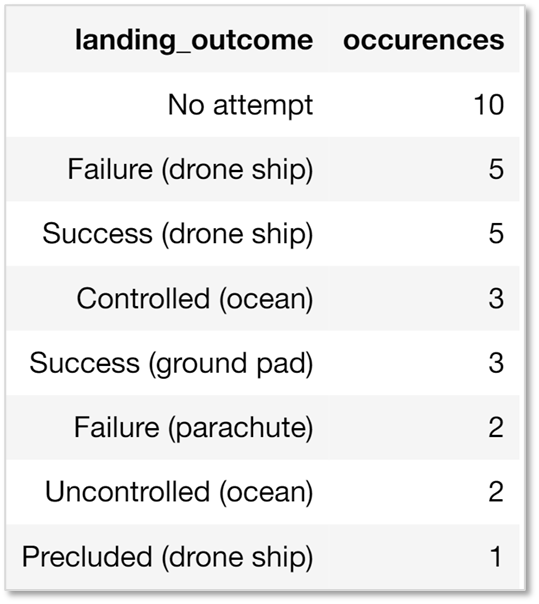 landing_outcome occurences
No attempt 10
Failure (drone ship) 5
Success (drone ship) 5
Controlled (ocean) 3
Success (ground pad) 3
Failure (parachute) 2
Uncontrolled (ocean) 2
Precluded (drone ship) 1